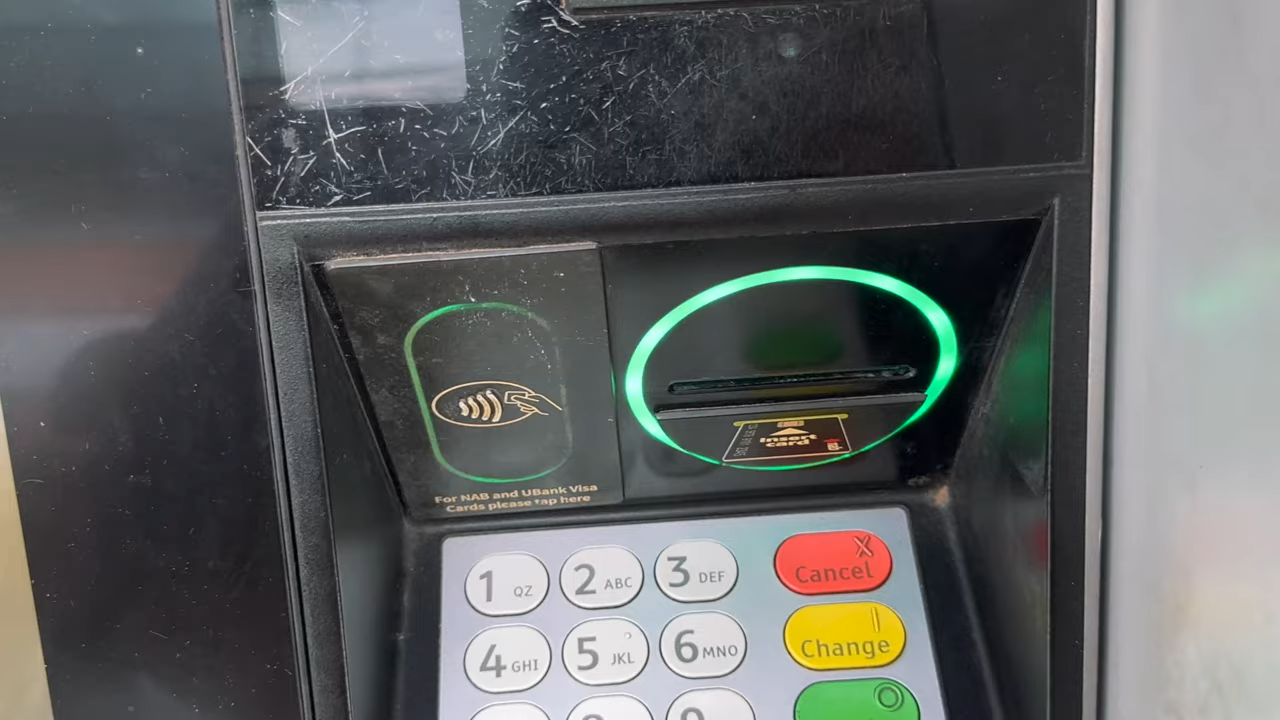 Insert
card
For NAB and UBank Visa
Cards please tap here
1 QZ 2 ABC 3 DEF Cancel
4 GHI 5 JKL 6 MNO Change